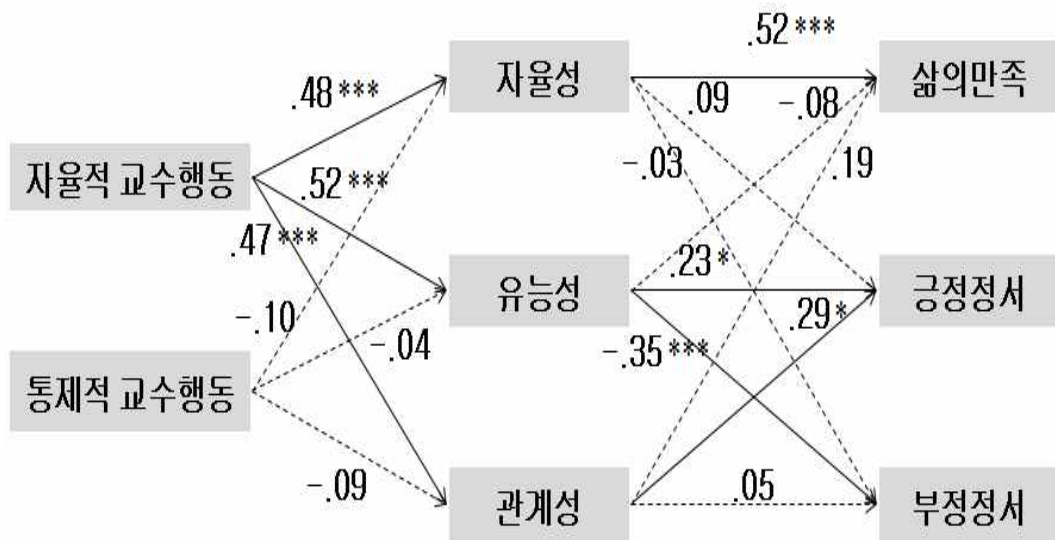 .52***
자율성
삶의만족
.48***
.09
-.08
자율적 교수행동
.52***
-.03
.19
.47***
유능성
.23*
긍정정서
-.10
-.04
.29*
-.35***
통제적 교수행동
-.09
관계성
.05
부정정서